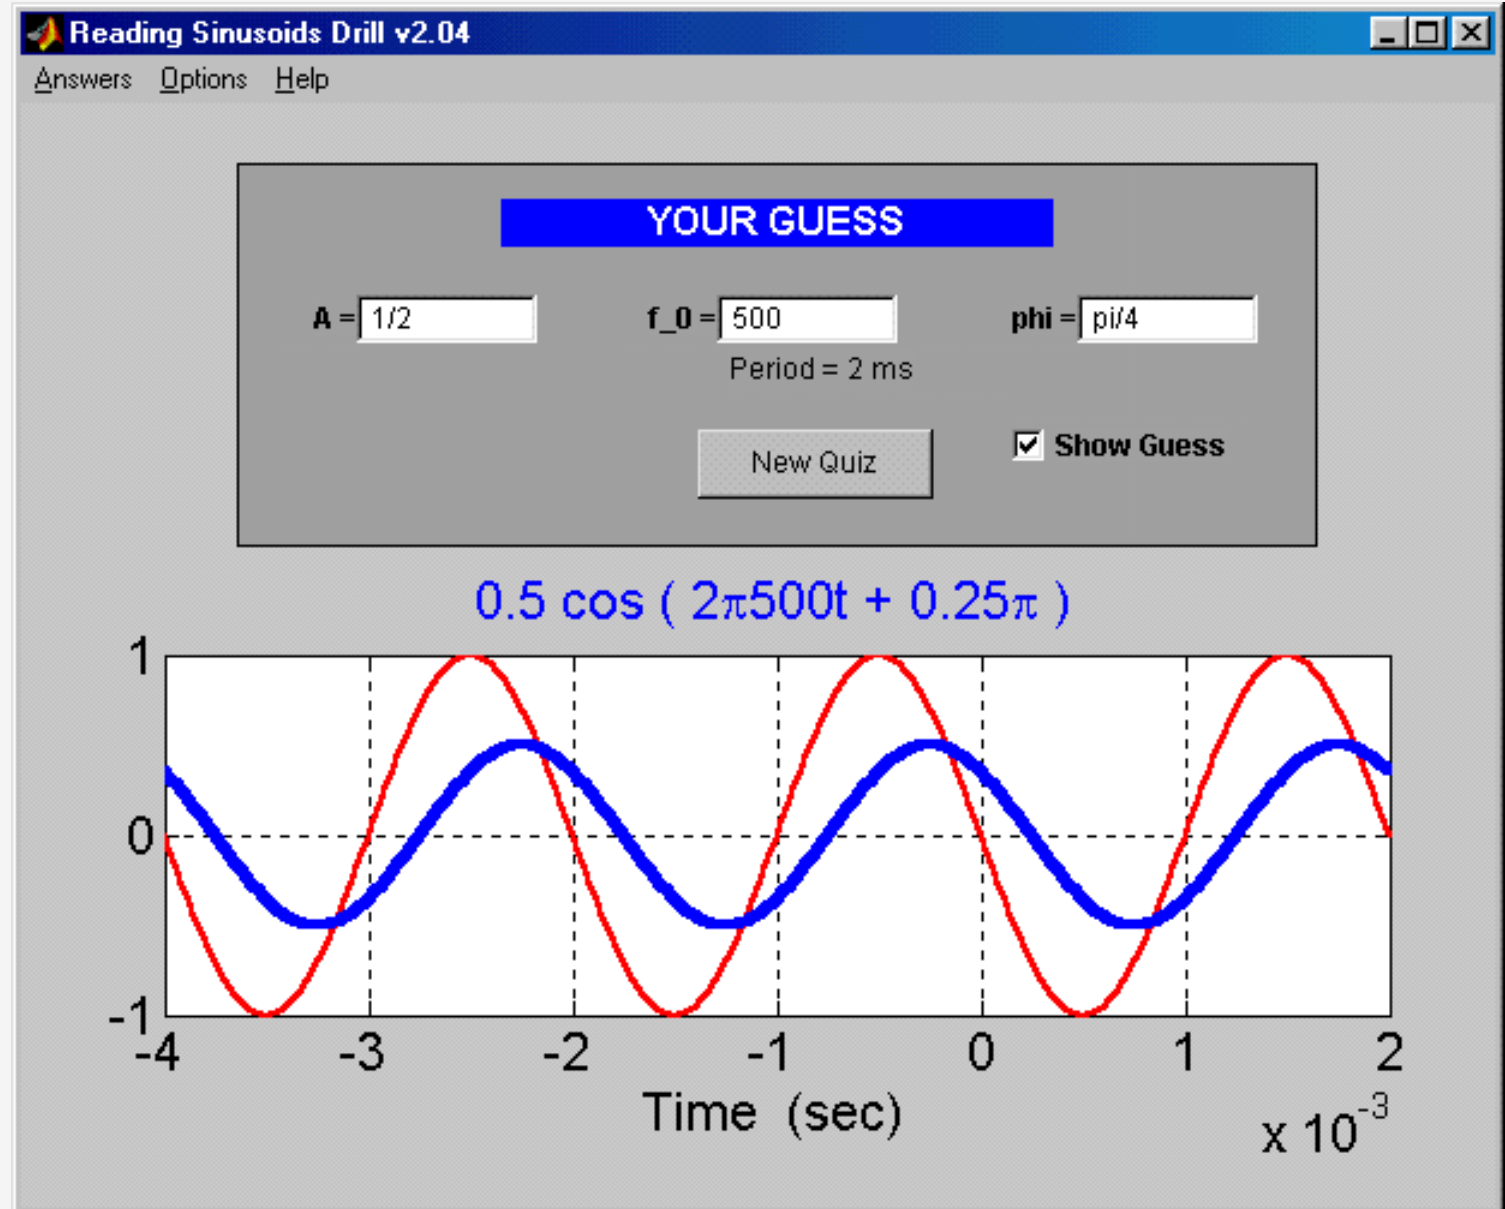 Reading Sinusoids Drill v2.04
Answers Options Help
YOUR GUESS
A = 1/2 f_0 = 500 phi = pi/4
Period = 2 ms
New Quiz Show Guess
0.5 cos ( 2π500t + 0.25π )
1
0
-1
-4 -3 -2 -1 0 1 2
Time (sec)
x 10^-3